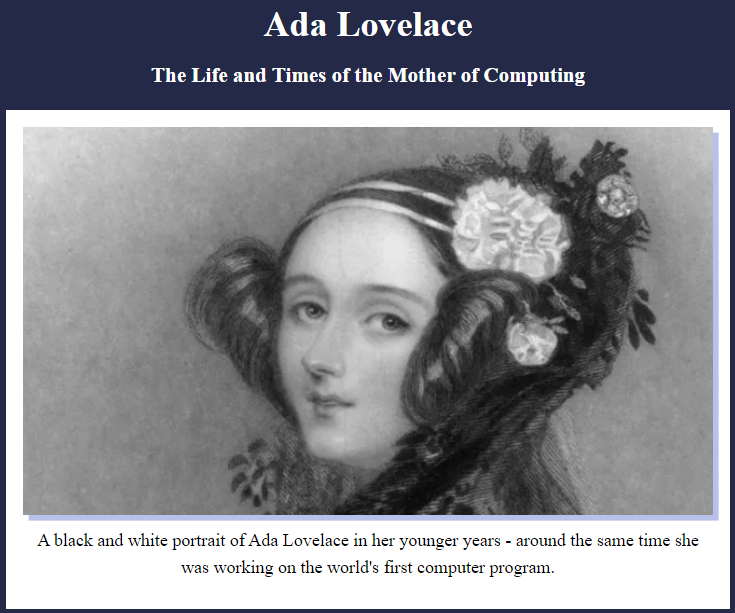 Ada Lovelace
The Life and Times of the Mother of Computing
A black and white portrait of Ada Lovelace in her younger years - around the same time she
was working on the world's first computer program.